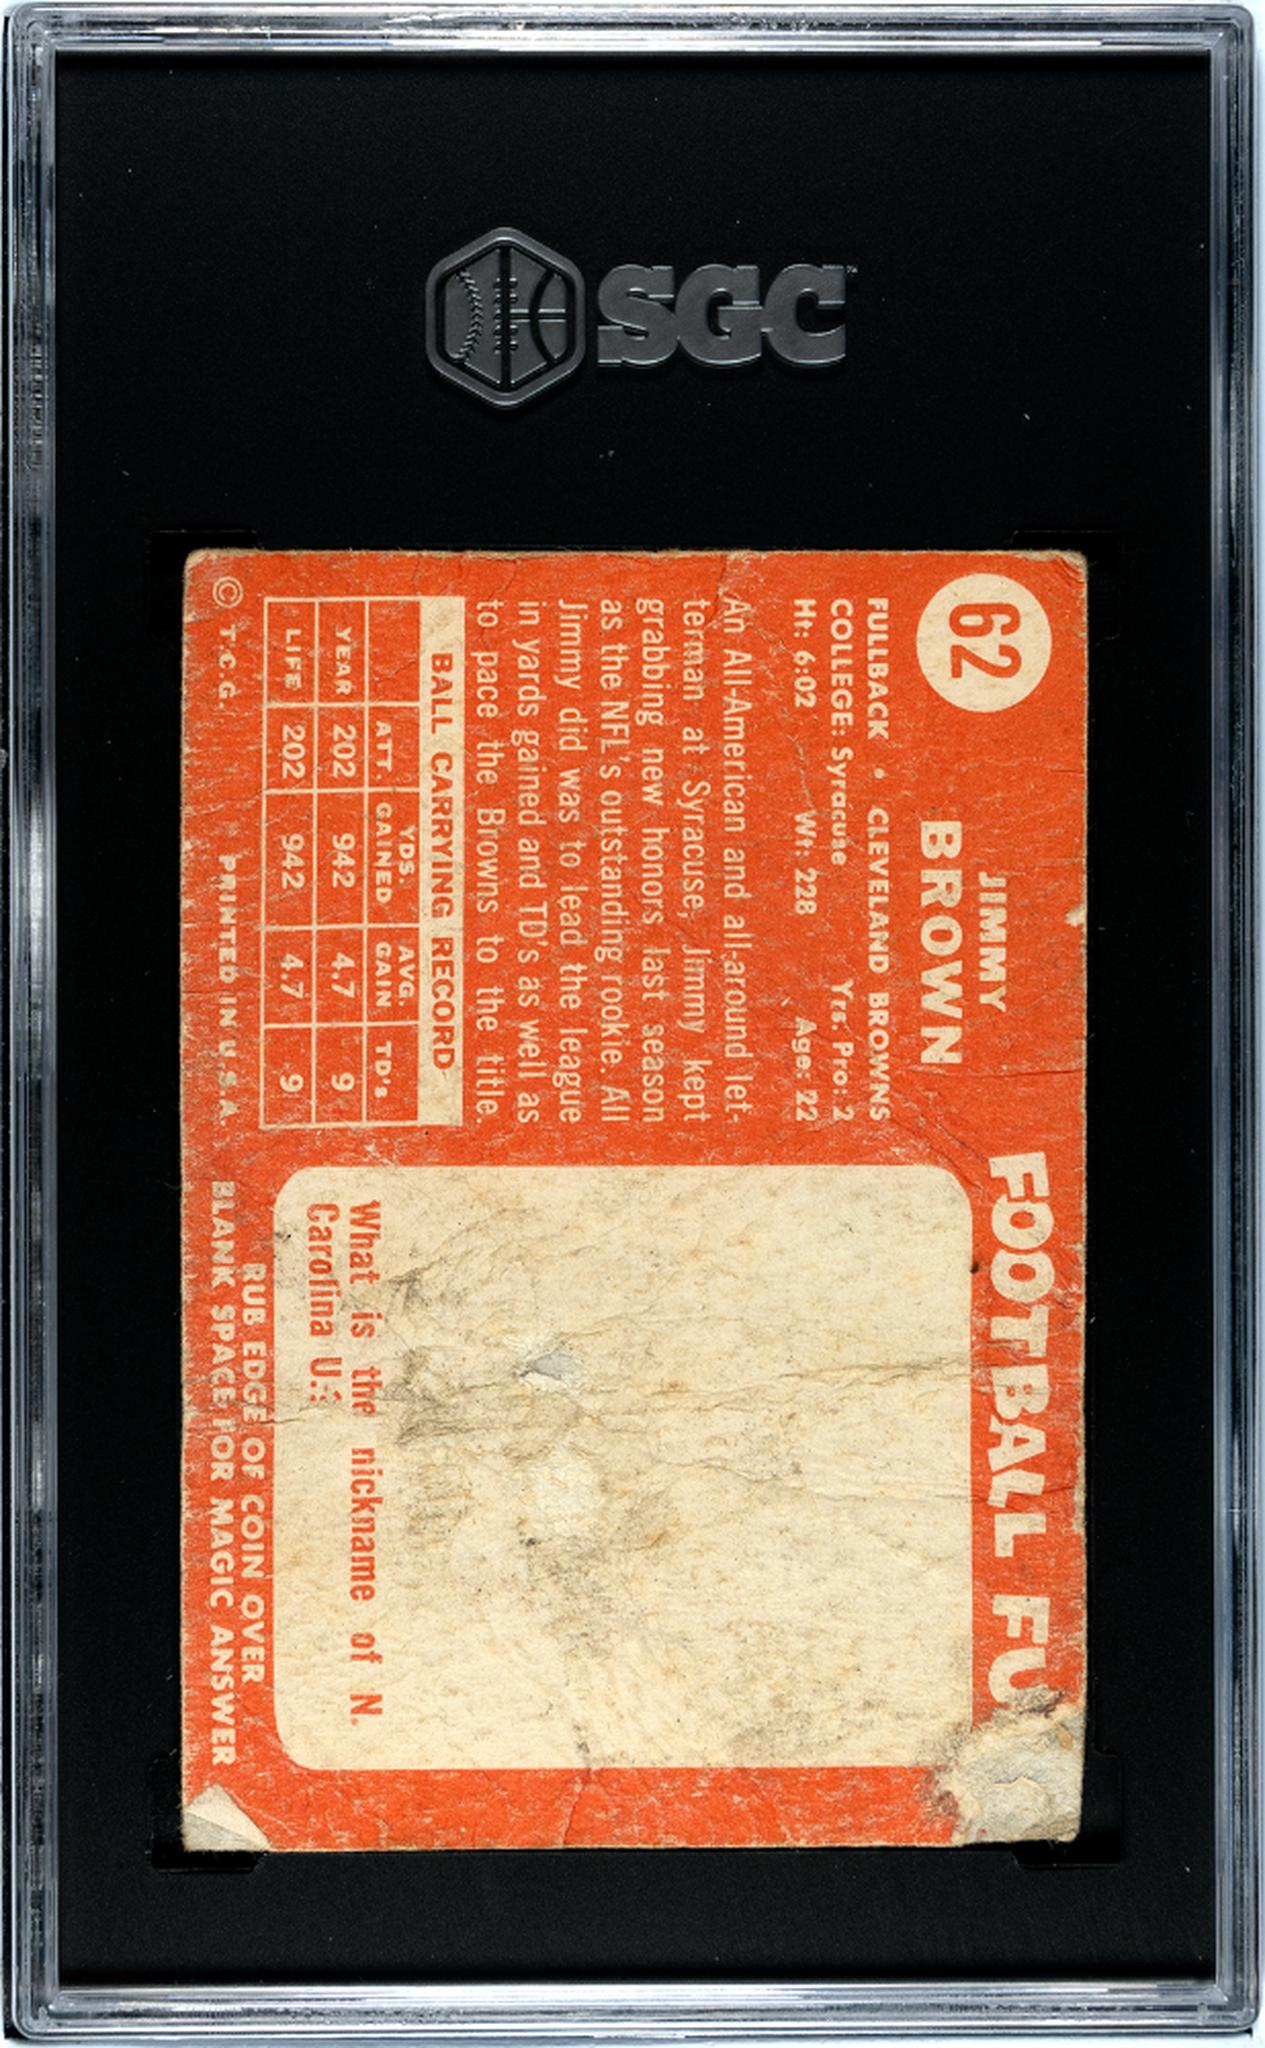 SGC
62
JIMMY
BROWN
FULLBACK • CLEVELAND BROWNS
COLLEGE: Syracuse Yrs. Pro: 2
Ht: 6:02 Wt: 228 Age: 22
An All-American and all-around let-
terman at Syracuse, Jimmy kept
grabbing new honors last season
as the NFL's outstanding rookie. All
Jimmy did was to lead the league
in yards gained and TD's as well as
to pace the Browns to the title.
BALL CARRYING RECORD
ATT. YDS. GAINED AVG. GAIN TD's
YEAR 202 942 4.7 9
LIFE 202 942 4.7 9
© T.C.G. PRINTED IN U.S.A.
FOOTBALL FU
What is the nickname of N.
Carolina U.?
RUB EDGE OF COIN OVER
BLANK SPACE FOR MAGIC ANSWER